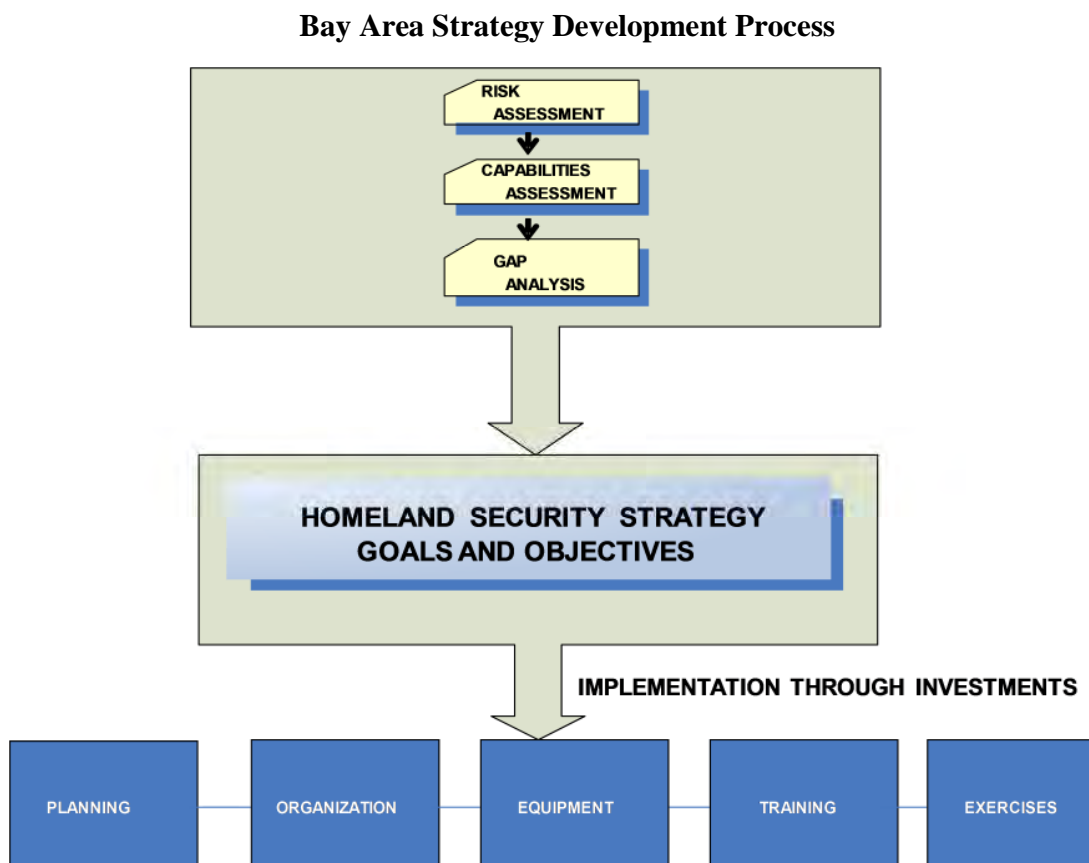 Bay Area Strategy Development Process
RISK
ASSESSMENT
CAPABILITIES
ASSESSMENT
GAP
ANALYSIS
HOMELAND SECURITY STRATEGY
GOALS AND OBJECTIVES
IMPLEMENTATION THROUGH INVESTMENTS
PLANNING
ORGANIZATION
EQUIPMENT
TRAINING
EXERCISES